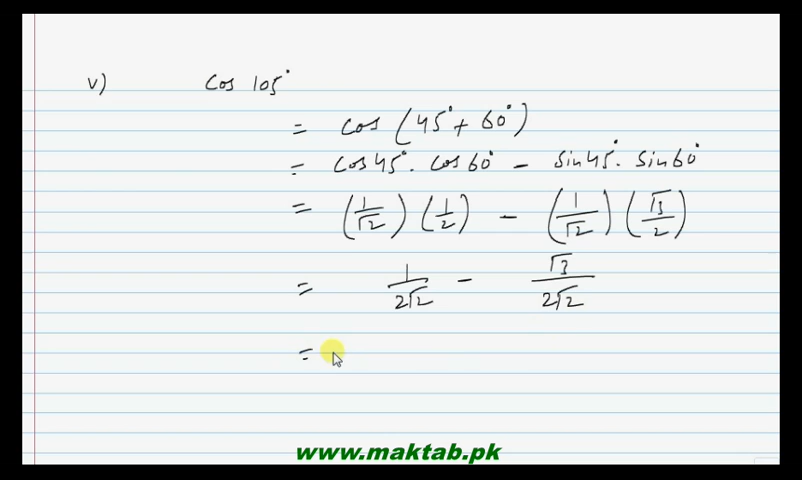 v) Cos 105°
= Cos (45° + 60°)
= Cos 45° . Cos 60° - Sin 45° . Sin 60°
= (1/√2) (1/2) - (1/√2) (√3/2)
= 1/2√2 - √3/2√2
=
www.maktab.pk